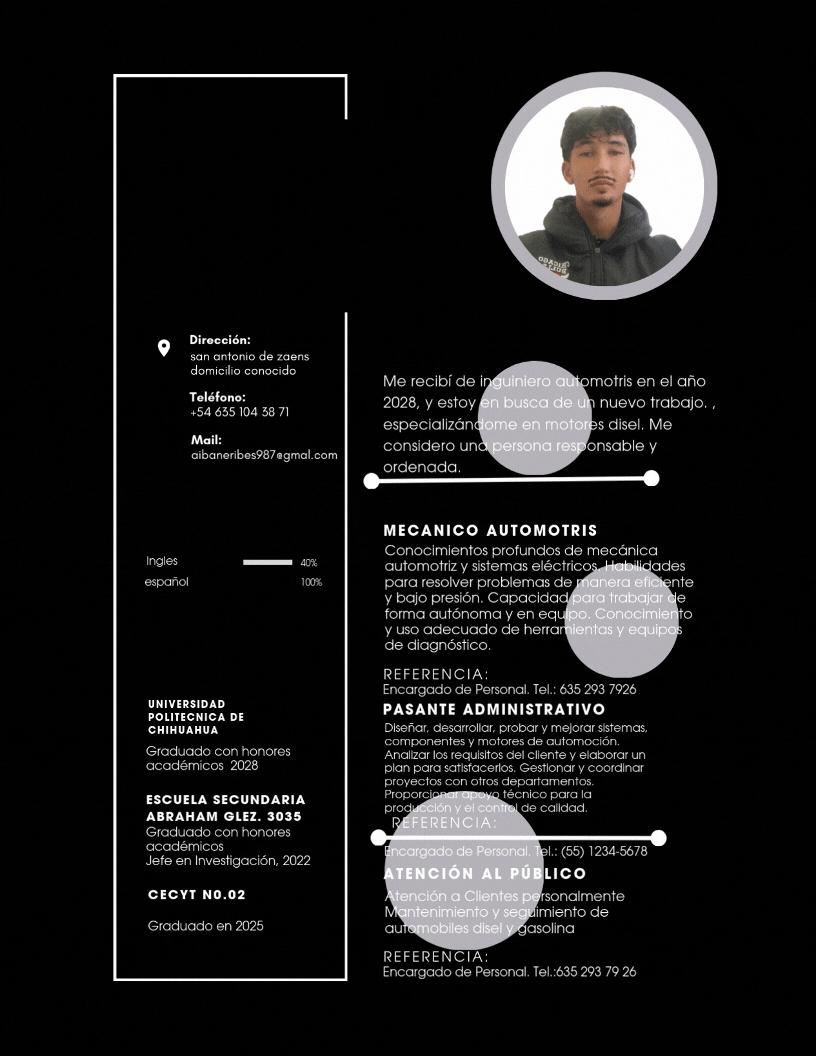 Dirección:
san antonio de zaens
domicilio conocido
Teléfono:
+54 635 104 38 71
Mail:
aibaneribes987@gmal.com
Ingles 40%
español 100%
UNIVERSIDAD
POLITECNICA DE
CHIHUAHUA
Graduado con honores
académicos 2028
ESCUELA SECUNDARIA
ABRAHAM GLEZ. 3035
Graduado con honores
académicos
Jefe en Investigación, 2022
CECYT N0.02
Graduado en 2025
Me recibí de inguiniero automotris en el año
2028, y estoy en busca de un nuevo trabajo. ,
especializándome en motores disel. Me
considero una persona responsable y
ordenada.
MECANICO AUTOMOTRIS
Conocimientos profundos de mecánica
automotriz y sistemas eléctricos. Habilidades
para resolver problemas de manera eficiente
y bajo presión. Capacidad para trabajar de
forma autónoma y en equipo. Conocimiento
y uso adecuado de herramientas y equipos
de diagnóstico.
REFERENCIA:
Encargado de Personal. Tel.: 635 293 7926
PASANTE ADMINISTRATIVO
Diseñar, desarrollar, probar y mejorar sistemas,
componentes y motores de automoción.
Analizar los requisitos del cliente y elaborar un
plan para satisfacerlos. Gestionar y coordinar
proyectos con otros departamentos.
Proporcionar apoyo técnico para la
producción y el control de calidad.
REFERENCIA:
Encargado de Personal. Tel.: (55) 1234-5678
ATENCIÓN AL PÚBLICO
Atención a Clientes personalmente
Mantenimiento y seguimiento de
automobiles disel y gasolina
REFERENCIA:
Encargado de Personal. Tel.:635 293 79 26